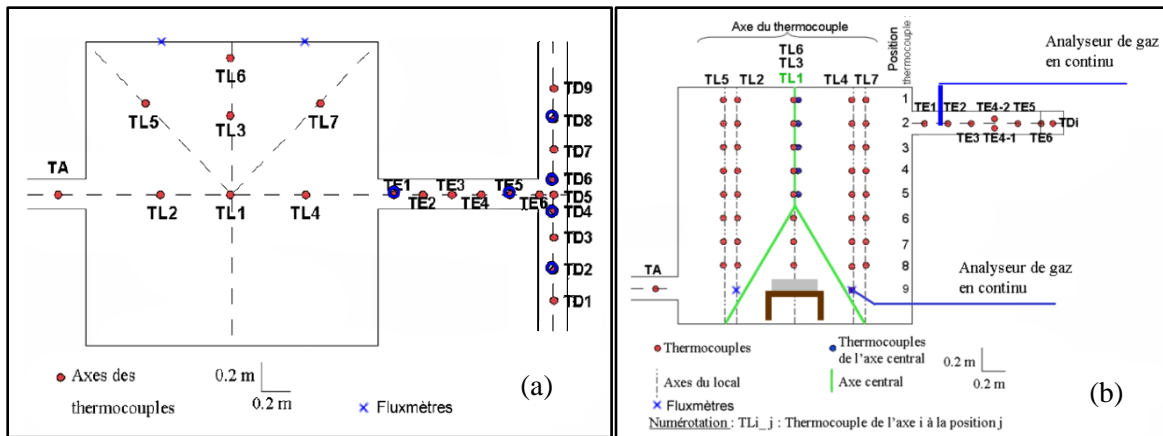 TL6
TL5
TL3
TL7
TA
TL2
TL1
TL4
TE1
TE2
TE3
TE4
TE5
TE6
TD9
TD8
TD7
TD6
TD5
TD4
TD3
TD2
TD1
Axes des
thermocouples
0.2 m
0.2 m
Fluxmètres
(a)
Axe du thermocouple
TL6
TL3
TL5 TL2 TL1 TL4 TL7
Position
thermocouple :
Analyseur de gaz
en continu
1
2
3
4
5
6
7
8
9
TE1 TE2 TE4-2 TE5
TDi
TE3 TE4-1 TE6
TA
Analyseur de gaz
en continu
Thermocouples
Thermocouples
de l'axe central
0.2 m
0.2 m
Axes du local
Axe central
Fluxmètres
(b)
Numérotation : TLi_j : Thermocouple de l'axe i à la position j